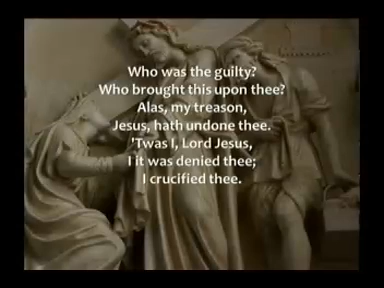 Who was the guilty?
Who brought this upon thee?
Alas, my treason,
Jesus, hath undone thee.
'Twas I, Lord Jesus,
I it was denied thee;
I crucified thee.